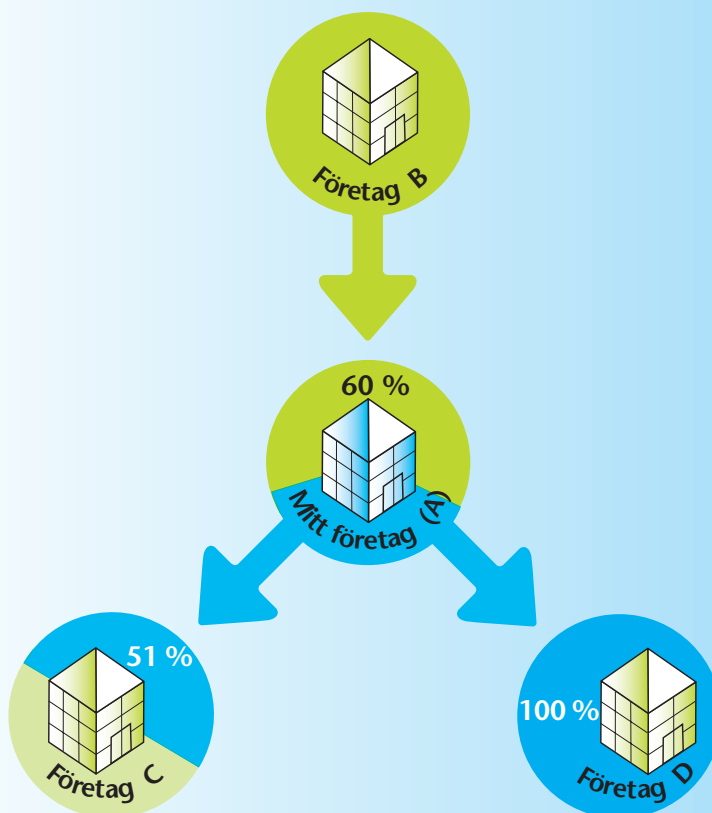 Företag B
60 %
Mitt företag (A)
51 %
Företag C
100 %
Företag D